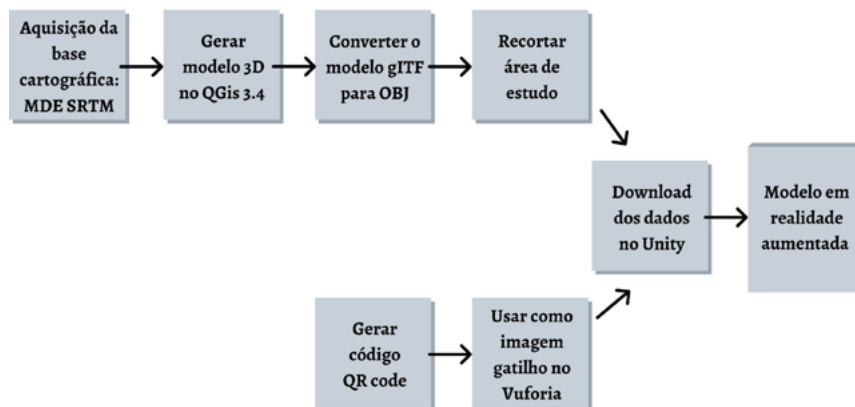 Aquisição da
base
cartográfica:
MDE SRTM
Gerar
modelo 3D
no QGis 3.4
Converter o
modelo gITF
para OBJ
Recortar
área de
estudo
Download
dos dados
no Unity
Modelo em
realidade
aumentada
Gerar
código
QR code
Usar como
imagem
gatilho no
Vuforia